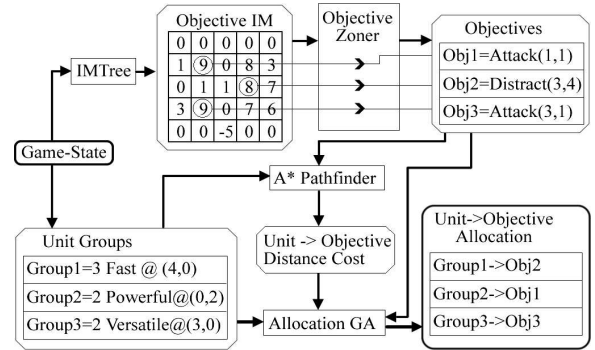 Objective IM
0 0 0 0 0
1 9 0 8 3
0 1 1 8 7
3 9 0 7 6
0 0 -5 0 0
Objective
Zoner
Objectives
Obj1=Attack(1,1)
Obj2=Distract(3,4)
Obj3=Attack(3,1)
IMTree
Game-State
A* Pathfinder
Unit Groups
Group1=3 Fast @ (4,0)
Group2=2 Powerful@(0,2)
Group3=2 Versatile@(3,0)
Unit -> Objective
Distance Cost
Allocation GA
Unit->Objective
Allocation
Group1->Obj2
Group2->Obj1
Group3->Obj3